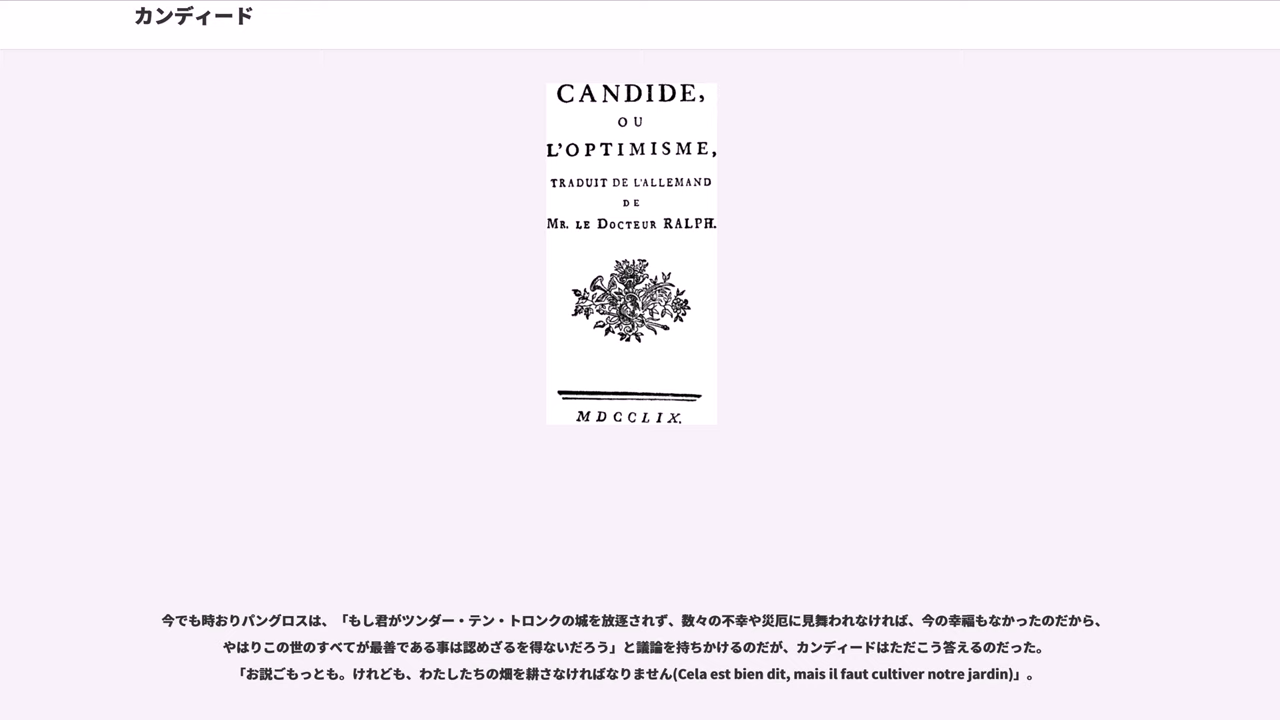 カンディード
CANDIDE,
OU
L'OPTIMISME,
TRADUIT DE L'ALLEMAND
DE
MR. LE DOCTEUR RALPH.
MDCCLIX.
今でも時おりパングロスは、「もし君がツンダー・テン・トロンクの城を放逐されず、数々の不幸や災厄に見舞われなければ、今の幸福もなかったのだから、
やはりこの世のすべてが最善である事は認めざるを得ないだろう」と議論を持ちかけるのだが、カンディードはただこう答えるのだった。
「お説ごもっとも。けれども、わたしたちの畑を耕さなければなりません(Cela est bien dit, mais il faut cultiver notre jardin)」。